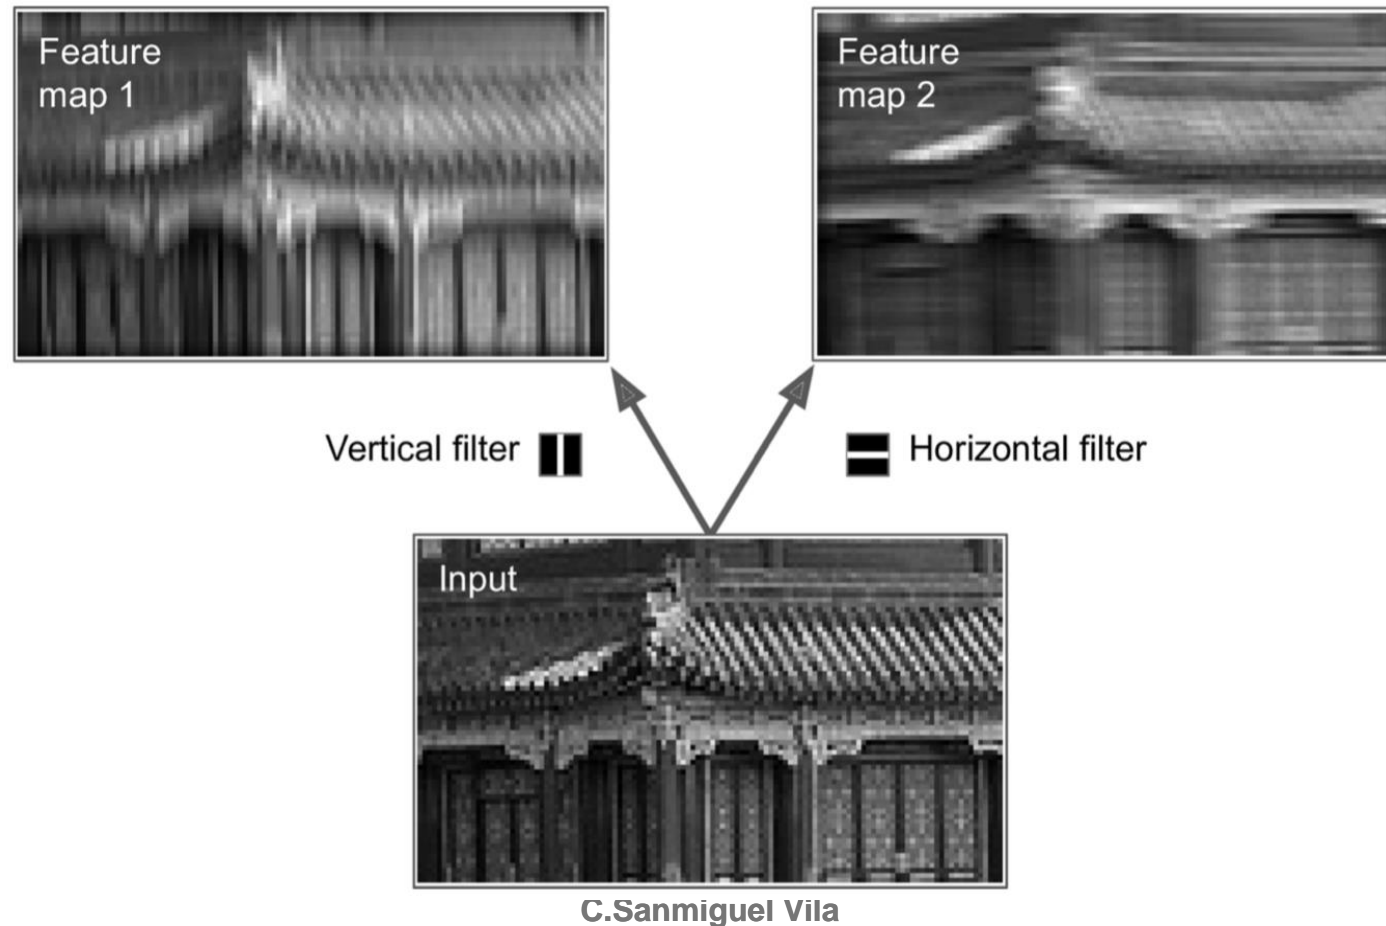 Feature
map 1
Feature
map 2
Vertical filter
Horizontal filter
Input
C.Sanmiguel Vila